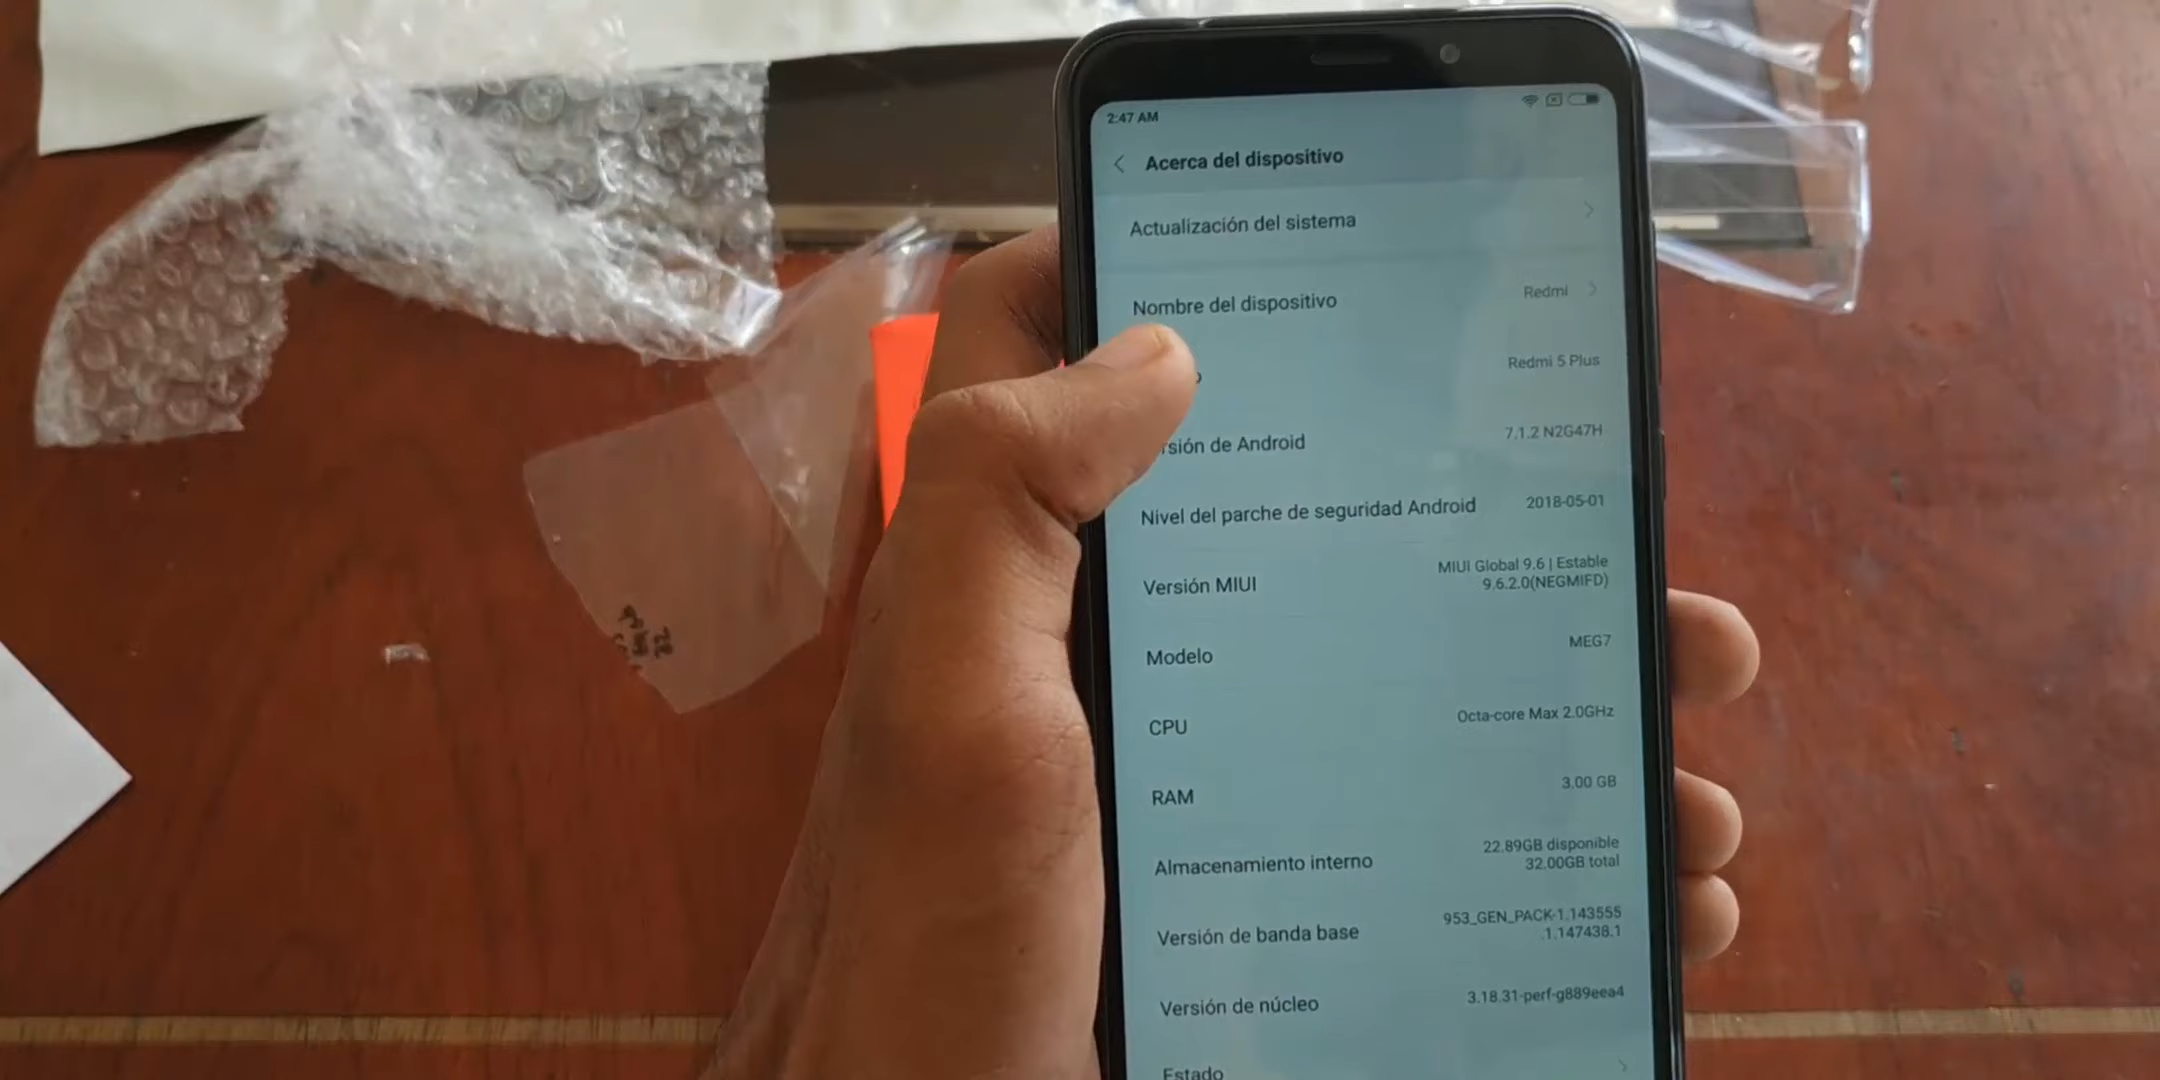 2:47 AM
Acerca del dispositivo
Actualización del sistema
Nombre del dispositivo Redmi
Redmi 5 Plus
rsión de Android 7.1.2 N2G47H
Nivel del parche de seguridad Android 2018-05-01
Versión MIUI MIUI Global 9.6 | Estable
9.6.2.0(NEGMIFD)
Modelo MEG7
CPU Octa-core Max 2.0GHz
RAM 3.00 GB
Almacenamiento interno 22.89GB disponible
32.00GB total
Versión de banda base 953_GEN_PACK-1.143555
.1.147438.1
Versión de núcleo 3.18.31-perf-g889eea4
Estado